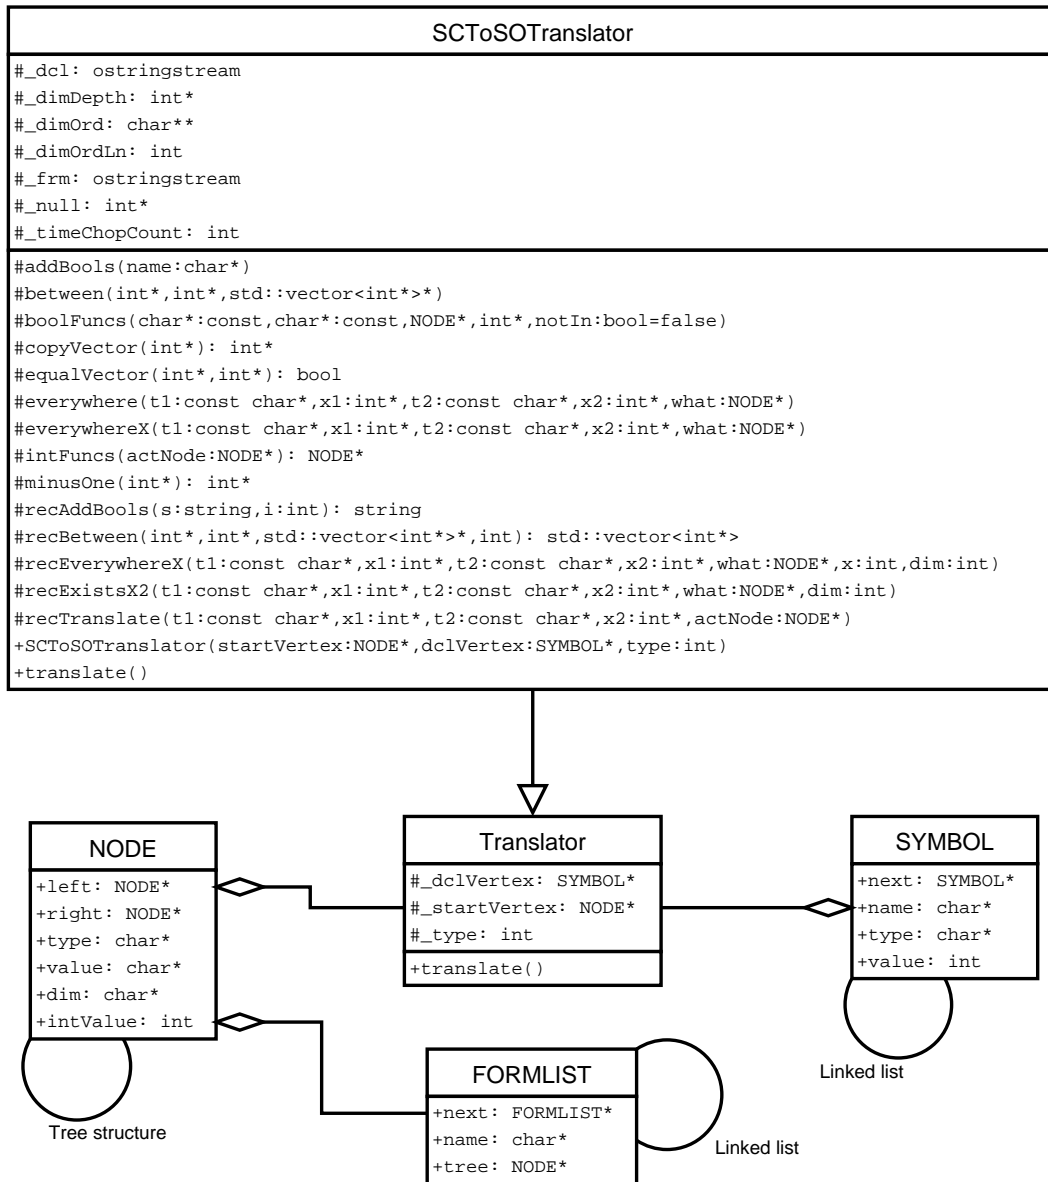 SCToSOTranslator
#_dcl: ostringstream
#_dimDepth: int*
#_dimOrd: char**
#_dimOrdLn: int
#_frm: ostringstream
#_null: int*
#_timeChopCount: int
#addBools(name:char*)
#between(int*,int*,std::vector<int*>*)
#boolFuncs(char*:const,char*:const,NODE*,int*,notIn:bool=false)
#copyVector(int*): int*
#equalVector(int*,int*): bool
#everywhere(t1:const char*,x1:int*,t2:const char*,x2:int*,what:NODE*)
#everywhereX(t1:const char*,x1:int*,t2:const char*,x2:int*,what:NODE*)
#intFuncs(actNode:NODE*): NODE*
#minusOne(int*): int*
#recAddBools(s:string,i:int): string
#recBetween(int*,int*,std::vector<int*>*,int): std::vector<int*>
#recEverywhereX(t1:const char*,x1:int*,t2:const char*,x2:int*,what:NODE*,x:int,dim:int)
#recExistsX2(t1:const char*,x1:int*,t2:const char*,x2:int*,what:NODE*,dim:int)
#recTranslate(t1:const char*,x1:int*,t2:const char*,x2:int*,actNode:NODE*)
+SCToSOTranslator(startVertex:NODE*,dclVertex:SYMBOL*,type:int)
+translate()
NODE
+left: NODE*
+right: NODE*
+type: char*
+value: char*
+dim: char*
+intValue: int
Tree structure
Translator
#_dclVertex: SYMBOL*
#_startVertex: NODE*
#_type: int
+translate()
SYMBOL
+next: SYMBOL*
+name: char*
+type: char*
+value: int
Linked list
FORMLIST
+next: FORMLIST*
+name: char*
+tree: NODE*
Linked list